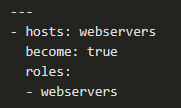 ---
- hosts: webservers
  become: true
  roles:
  - webservers